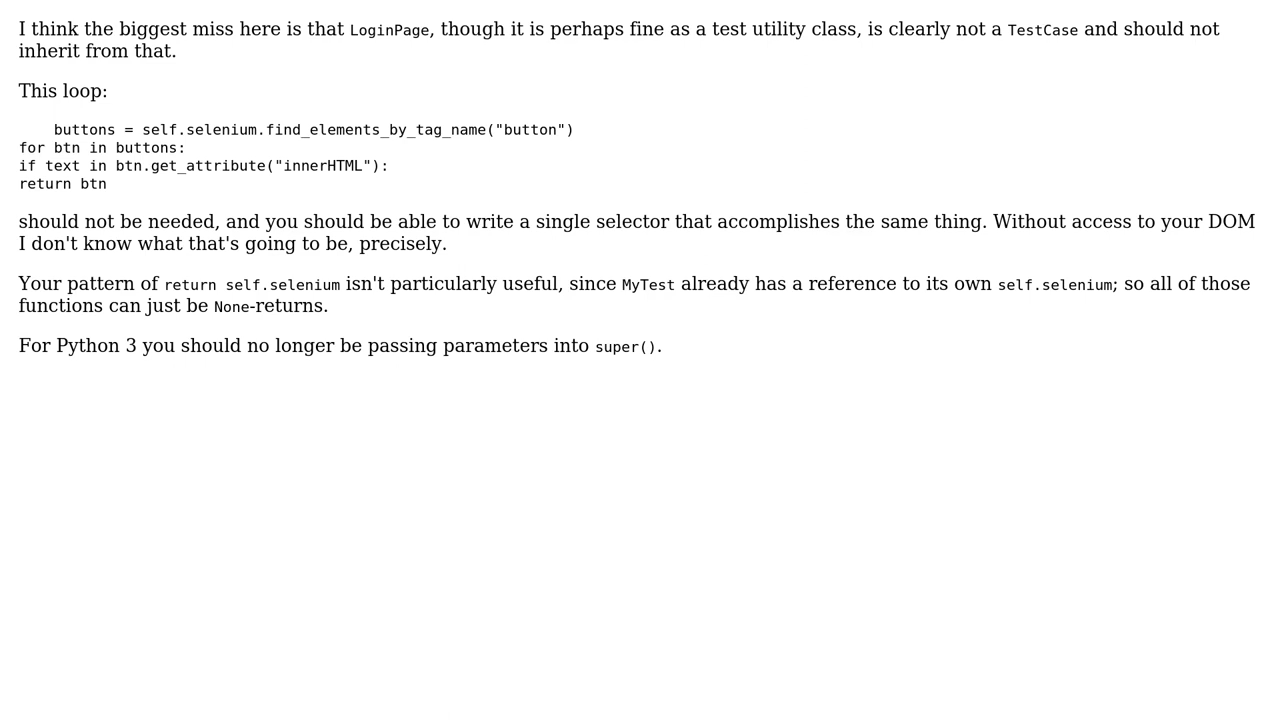 I think the biggest miss here is that LoginPage, though it is perhaps fine as a test utility class, is clearly not a TestCase and should not
inherit from that.
This loop:
    buttons = self.selenium.find_elements_by_tag_name("button")
for btn in buttons:
if text in btn.get_attribute("innerHTML"):
return btn
should not be needed, and you should be able to write a single selector that accomplishes the same thing. Without access to your DOM
I don't know what that's going to be, precisely.
Your pattern of return self.selenium isn't particularly useful, since MyTest already has a reference to its own self.selenium; so all of those
functions can just be None-returns.
For Python 3 you should no longer be passing parameters into super().